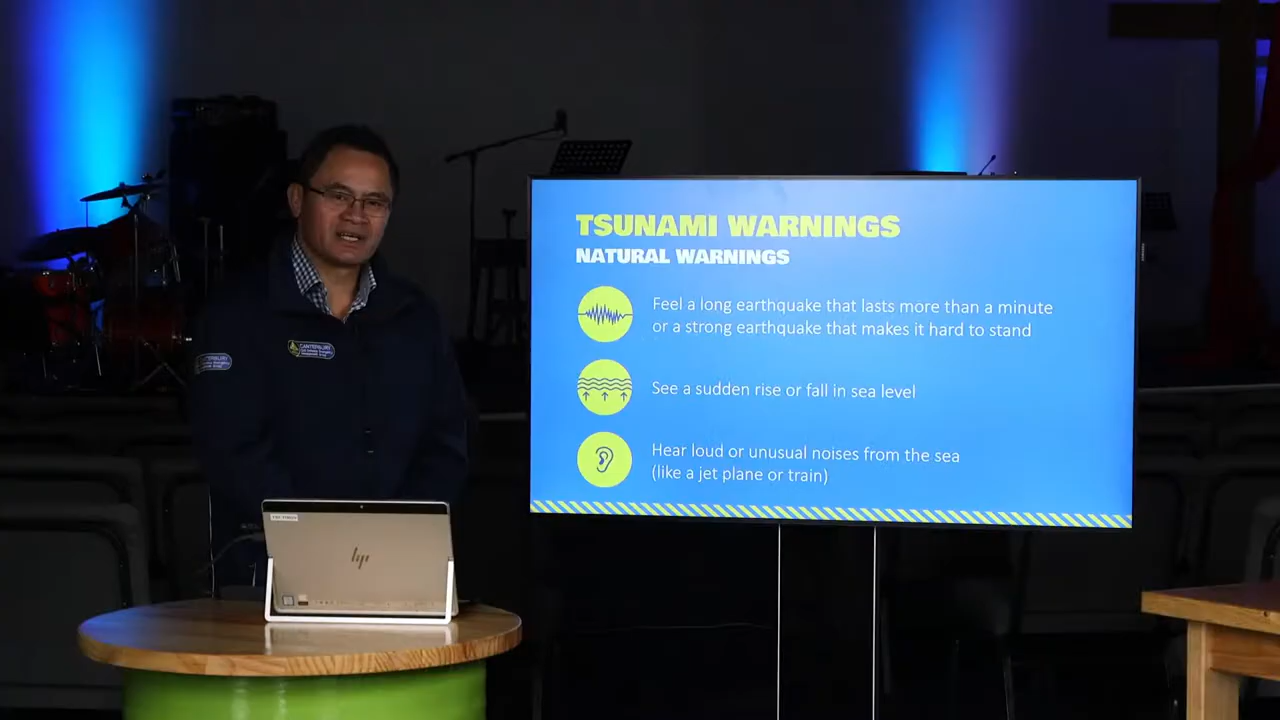 TSUNAMI WARNINGS
NATURAL WARNINGS
Feel a long earthquake that lasts more than a minute
or a strong earthquake that makes it hard to stand
See a sudden rise or fall in sea level
Hear loud or unusual noises from the sea
(like a jet plane or train)
CANTERBURY
hp